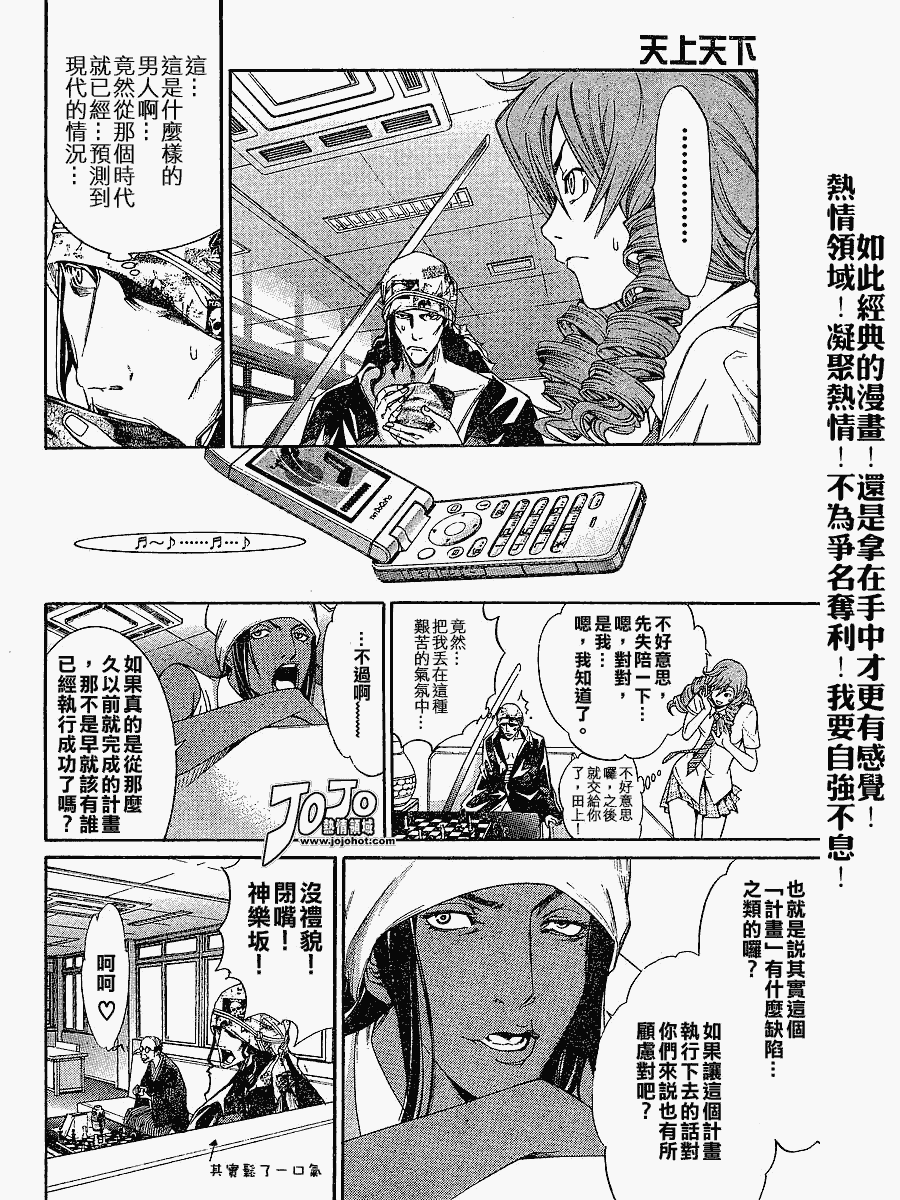 天上天下
如此經典的漫畫！還是拿在手中才更有感覺！
熱情領域！凝聚熱情！不為爭名奪利！我要自強不息！
…………
這…
這是什麼樣的
男人啊…
竟然從那個時代
就已經…預測到
現代的情況…
♬～♪……♬…♪
不好意思，
先失陪一下…
嗯，對對，
是我…
嗯，我知道了。
不好意思
囉，之後
就交給你
了，田上！
竟然…
把我丟在這種
艱苦的氣氛中…
…不過啊……
如果真的是從那麼
久以前就完成的計畫
，那不是早就該有誰
已經執行成功了嗎？
JOJO
熱情領域
www.jojohot.com
也就是説其實這個
「計畫」有什麼缺陷…
之類的囉？
如果讓這個計畫
執行下去的話對
你們來説也有所
顧慮對吧？
沒禮貌！
閉嘴！
神樂坂！
呵呵♡
其實鬆了一口氣